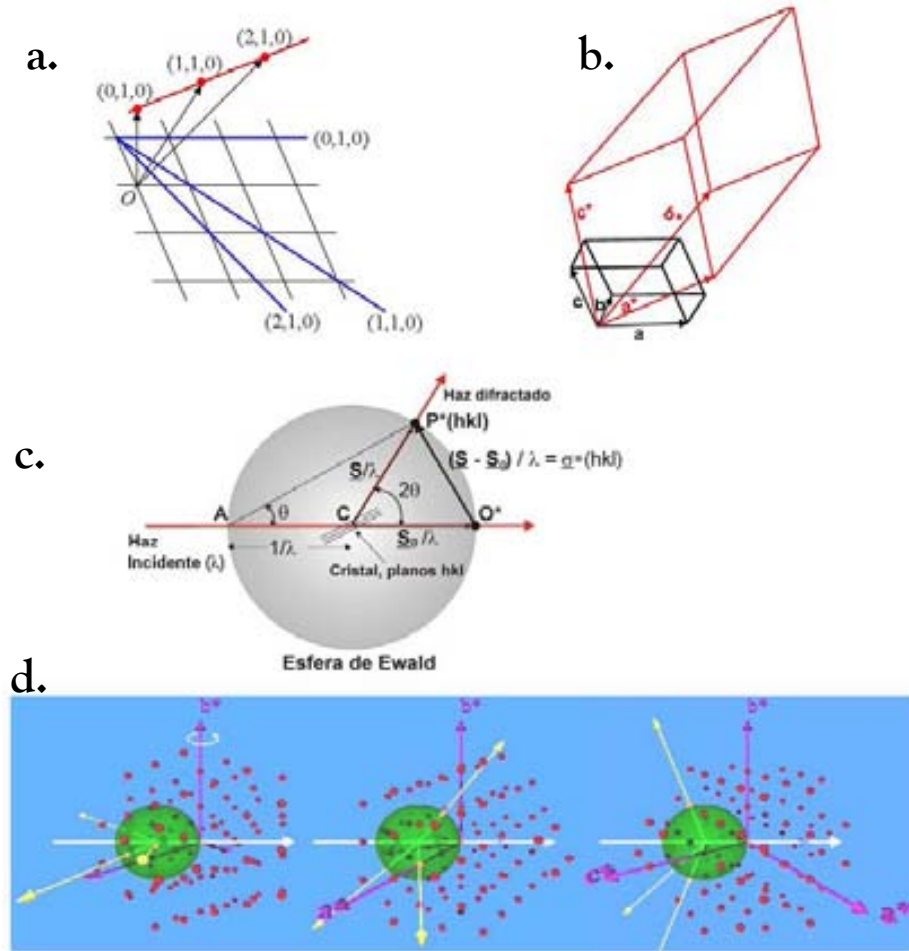 a.
(2,1,0)
(1,1,0)
(0,1,0)
(0,1,0)
O
(2,1,0)
(1,1,0)
b.
c*
a*
c
b*
a
c.
Haz difractado
P*(hkl)
(S - S₀) / λ = σ*(hkl)
S/λ
2θ
θ
A
C
O*
S₀/λ
Haz
Incidente (λ)
1/λ
Cristal, planos hkl
Esfera de Ewald
d.
b*
b*
b*
a*
c*
a*